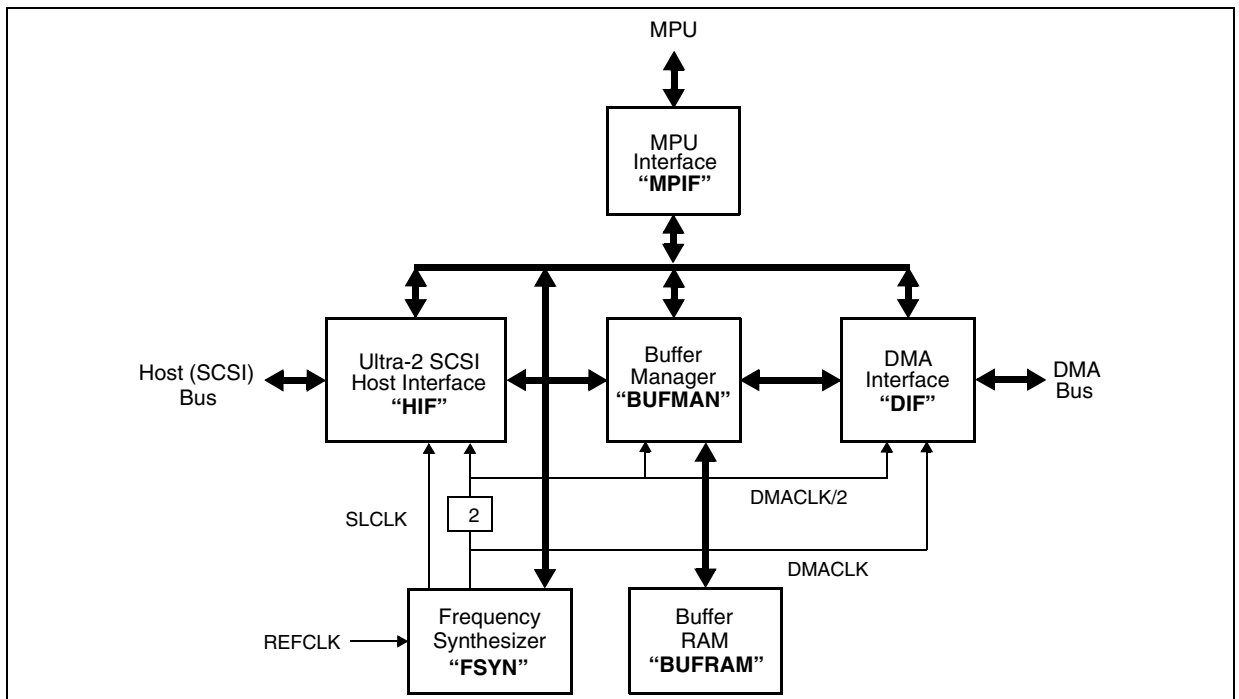 MPU
MPU
Interface
“MPIF”
Ultra-2 SCSI
Host Interface
“HIF”
Buffer
Manager
“BUFMAN”
DMA
Interface
“DIF”
Host (SCSI)
Bus
DMA
Bus
SLCLK
2
DMACLK/2
DMACLK
REFCLK
Frequency
Synthesizer
“FSYN”
Buffer
RAM
“BUFRAM”